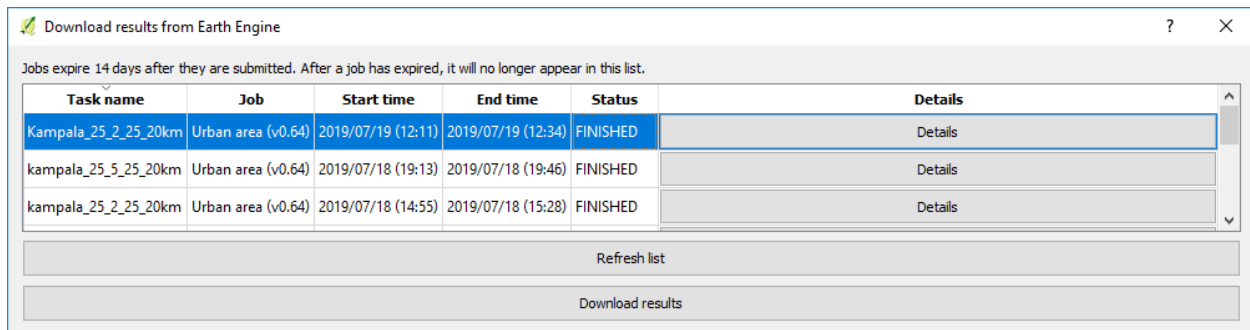 Download results from Earth Engine ? ×
Jobs expire 14 days after they are submitted. After a job has expired, it will no longer appear in this list.
Task name Job Start time End time Status Details
Kampala_25_2_25_20km Urban area (v0.64) 2019/07/19 (12:11) 2019/07/19 (12:34) FINISHED Details
kampala_25_5_25_20km Urban area (v0.64) 2019/07/18 (19:13) 2019/07/18 (19:46) FINISHED Details
kampala_25_2_25_20km Urban area (v0.64) 2019/07/18 (14:55) 2019/07/18 (15:28) FINISHED Details
Refresh list
Download results